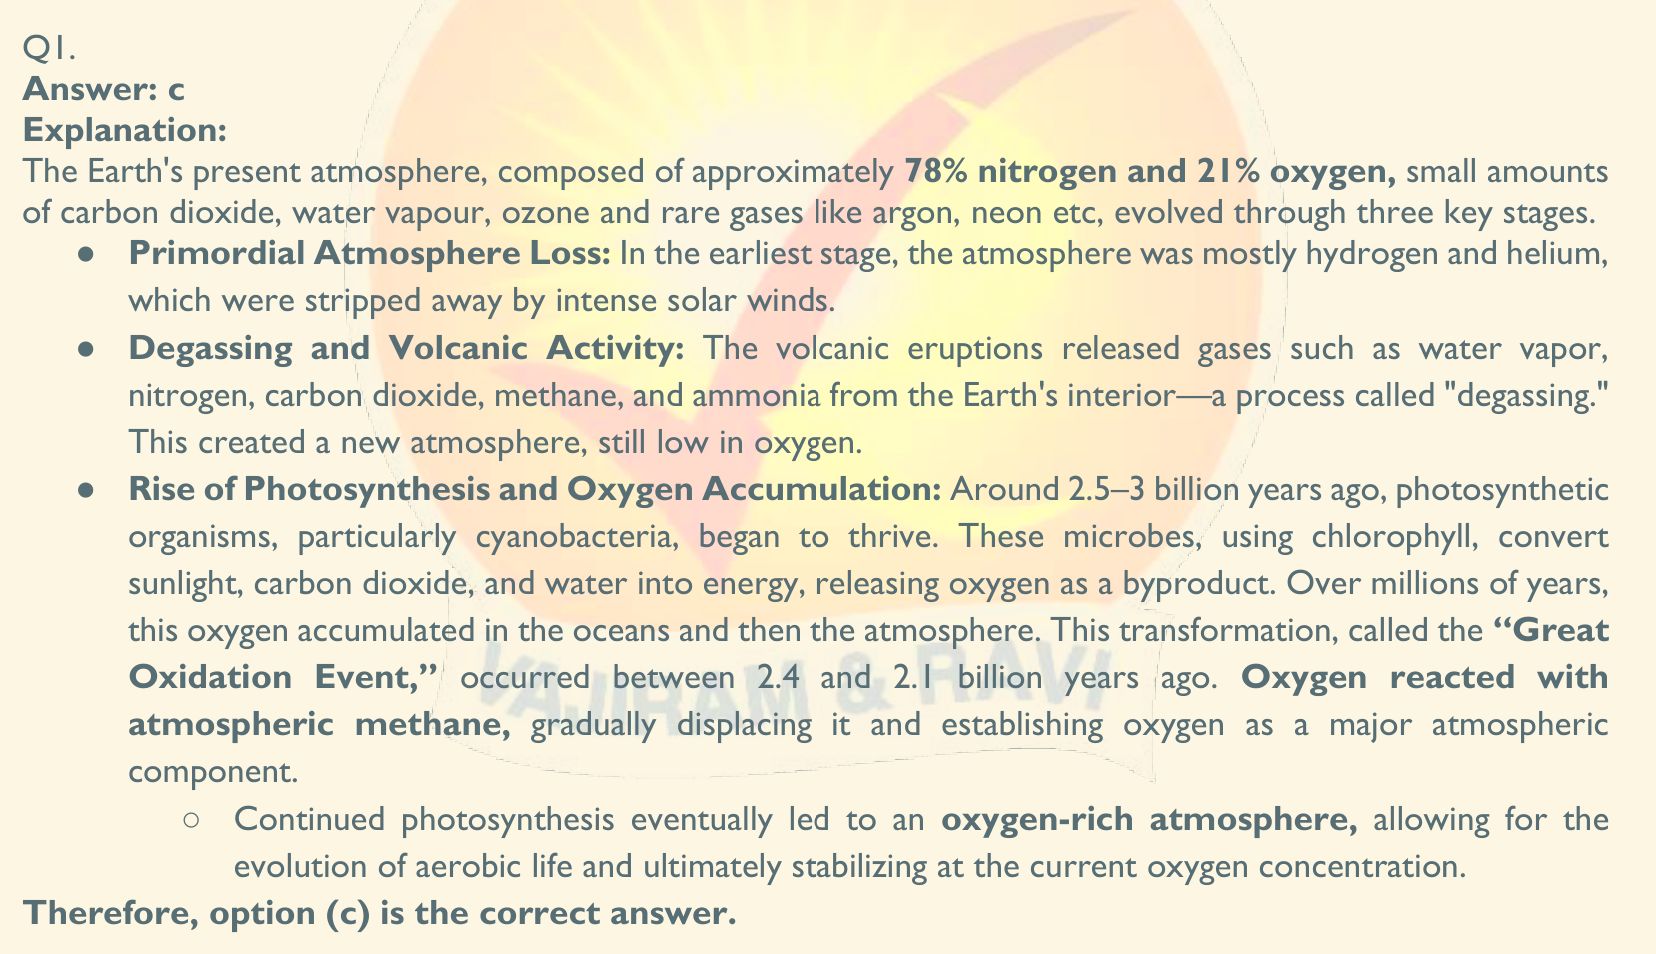 Q1.
Answer: c
Explanation:
The Earth's present atmosphere, composed of approximately 78% nitrogen and 21% oxygen, small amounts
of carbon dioxide, water vapour, ozone and rare gases like argon, neon etc, evolved through three key stages.
● Primordial Atmosphere Loss: In the earliest stage, the atmosphere was mostly hydrogen and helium,
which were stripped away by intense solar winds.
● Degassing and Volcanic Activity: The volcanic eruptions released gases such as water vapor,
nitrogen, carbon dioxide, methane, and ammonia from the Earth's interior—a process called "degassing."
This created a new atmosphere, still low in oxygen.
● Rise of Photosynthesis and Oxygen Accumulation: Around 2.5–3 billion years ago, photosynthetic
organisms, particularly cyanobacteria, began to thrive. These microbes, using chlorophyll, convert
sunlight, carbon dioxide, and water into energy, releasing oxygen as a byproduct. Over millions of years,
this oxygen accumulated in the oceans and then the atmosphere. This transformation, called the “Great
Oxidation Event,” occurred between 2.4 and 2.1 billion years ago. Oxygen reacted with
atmospheric methane, gradually displacing it and establishing oxygen as a major atmospheric
component.
○ Continued photosynthesis eventually led to an oxygen-rich atmosphere, allowing for the
evolution of aerobic life and ultimately stabilizing at the current oxygen concentration.
Therefore, option (c) is the correct answer.
VAJIRAM & RAVI